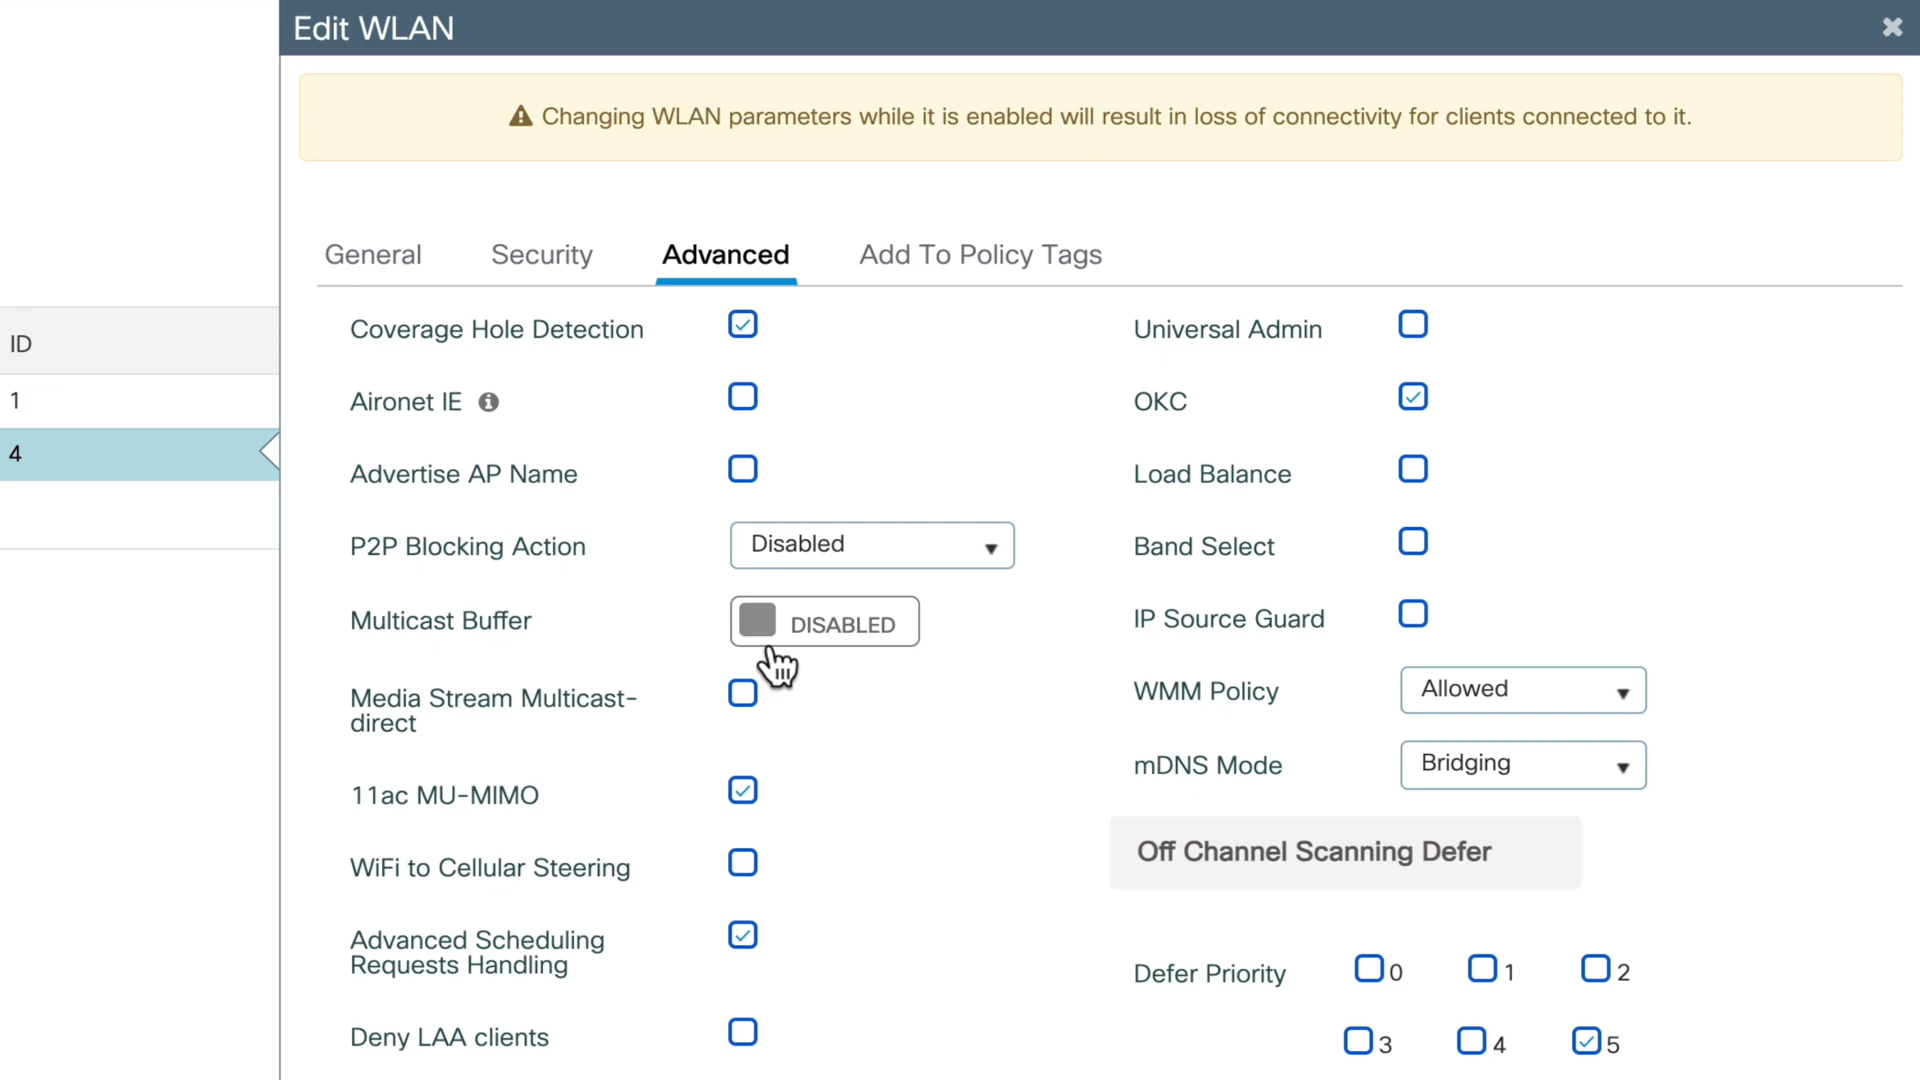 Edit WLAN
Changing WLAN parameters while it is enabled will result in loss of connectivity for clients connected to it.
General Security Advanced Add To Policy Tags
ID
1
4
Coverage Hole Detection
Aironet IE
Advertise AP Name
P2P Blocking Action Disabled
Multicast Buffer DISABLED
Media Stream Multicast-
direct
11ac MU-MIMO
WiFi to Cellular Steering
Advanced Scheduling
Requests Handling
Deny LAA clients
Universal Admin
OKC
Load Balance
Band Select
IP Source Guard
WMM Policy Allowed
mDNS Mode Bridging
Off Channel Scanning Defer
Defer Priority 0 1 2
3 4 5